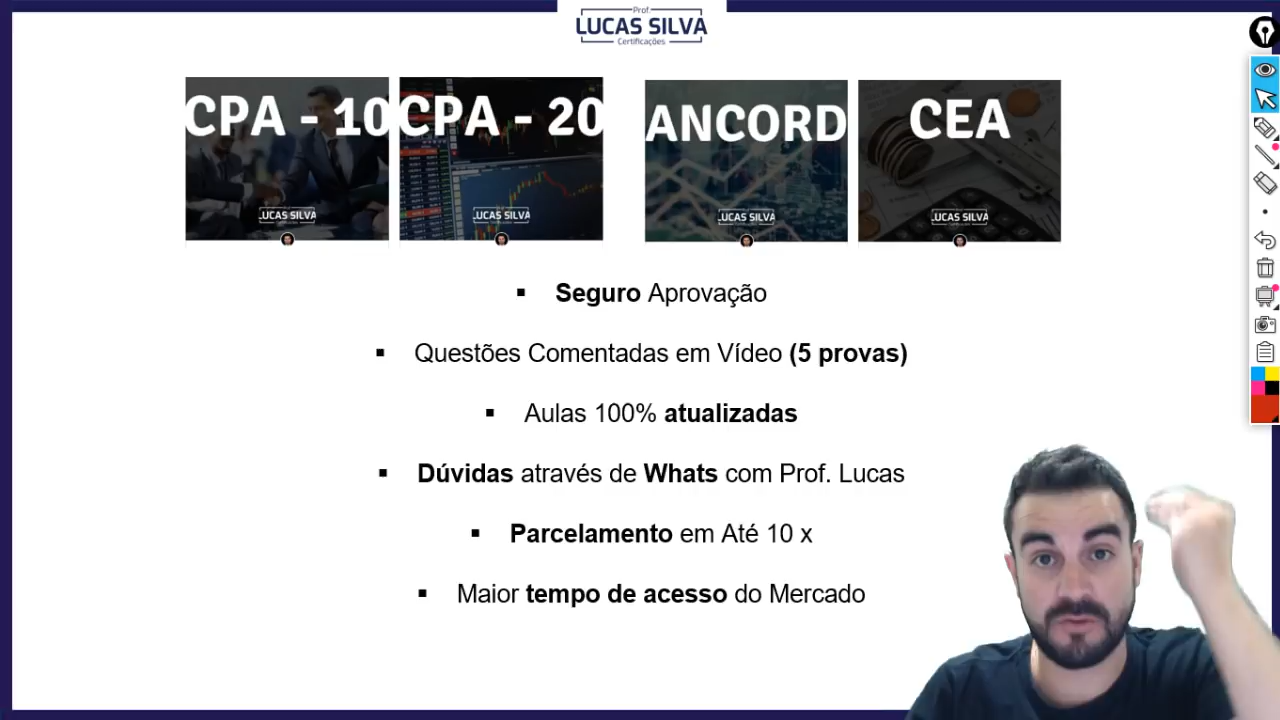 Prof.
LUCAS SILVA
Certificações
CPA - 10
CPA - 20
ANCORD
CEA
LUCAS SILVA
LUCAS SILVA
LUCAS SILVA
LUCAS SILVA
▪ Seguro Aprovação
▪ Questões Comentadas em Vídeo (5 provas)
▪ Aulas 100% atualizadas
▪ Dúvidas através de Whats com Prof. Lucas
▪ Parcelamento em Até 10 x
▪ Maior tempo de acesso do Mercado